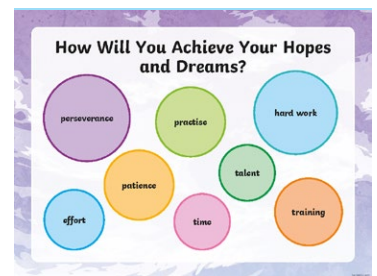 How Will You Achieve Your Hopes
and Dreams?
perseverance
practise
hard work
patience
talent
effort
time
training